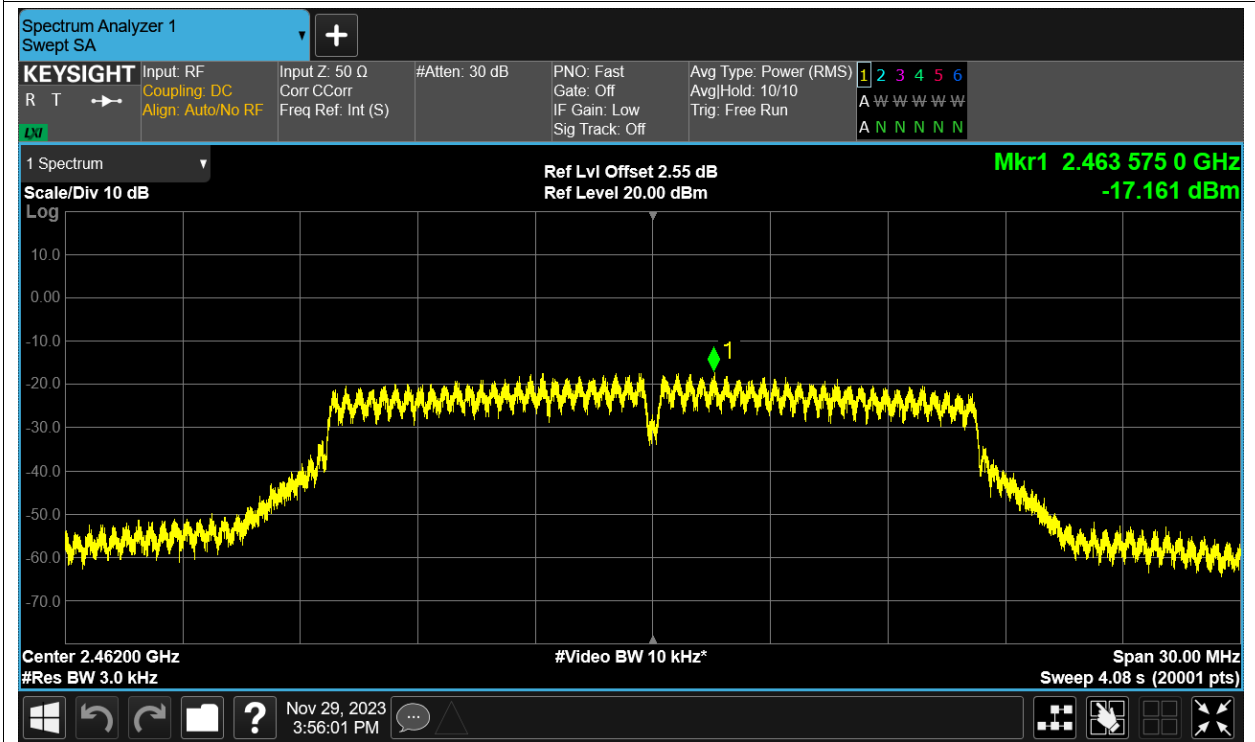 Spectrum Analyzer 1
Swept SA
KEYSIGHT
R T
LXI
Input: RF
Coupling: DC
Align: Auto/No RF
Input Z: 50 Ω
Corr CCorr
Freq Ref: Int (S)
#Atten: 30 dB
PNO: Fast
Gate: Off
IF Gain: Low
Sig Track: Off
Avg Type: Power (RMS)
Avg|Hold: 10/10
Trig: Free Run
1 2 3 4 5 6
A W W W W W
A N N N N N
1 Spectrum
Scale/Div 10 dB
Log
Ref Lvl Offset 2.55 dB
Ref Level 20.00 dBm
Mkr1 2.463 575 0 GHz
-17.161 dBm
10.0
0.00
-10.0
-20.0
-30.0
-40.0
-50.0
-60.0
-70.0
1
Center 2.46200 GHz
#Res BW 3.0 kHz
#Video BW 10 kHz*
Span 30.00 MHz
Sweep 4.08 s (20001 pts)
?
Nov 29, 2023
3:56:01 PM